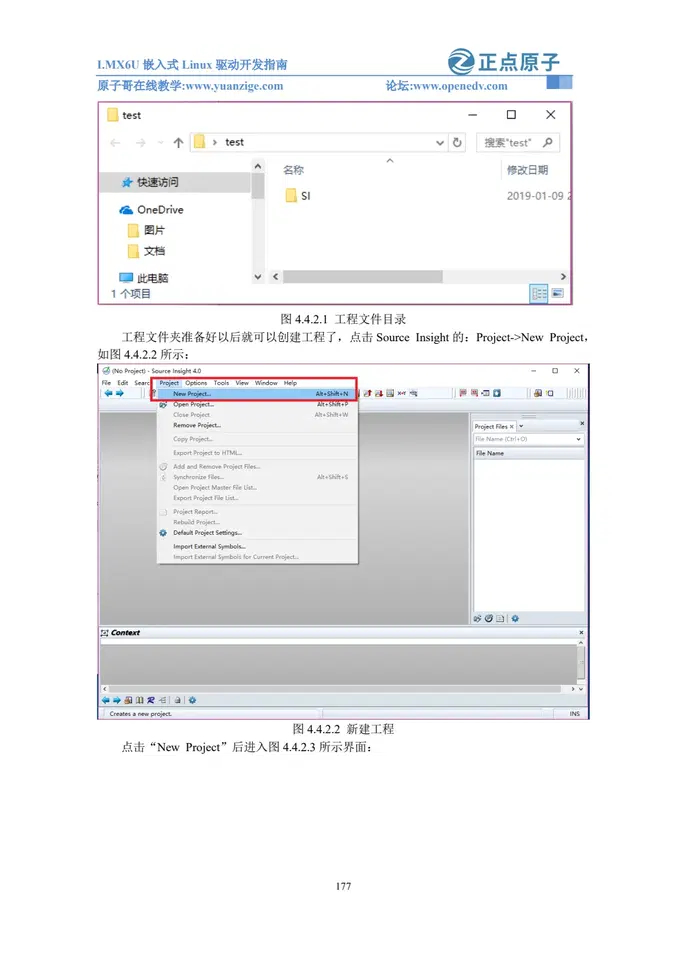 I.MX6U 嵌入式 Linux 驱动开发指南
正点原子
原子哥在线教学:www.yuanzige.com 论坛:www.openedv.com
test
test
搜索"test"
名称 修改日期
快速访问
SI 2019-01-09 2
OneDrive
图片
文档
此电脑
1 个项目
图 4.4.2.1 工程文件目录
工程文件夹准备好以后就可以创建工程了，点击 Source Insight 的：Project->New Project，
如图 4.4.2.2 所示：
(No Project) - Source Insight 4.0
File Edit Searc Project Options Tools View Window Help
New Project... Alt+Shift+N
Open Project... Alt+Shift+P
Close Project Alt+Shift+W
Remove Project...
Copy Project...
Export Project to HTML...
Add and Remove Project Files...
Synchronize Files... Alt+Shift+S
Open Project Master File List...
Export Project File List...
Project Report...
Rebuild Project...
Default Project Settings...
Import External Symbols...
Import External Symbols for Current Project...
Project Files
File Name (Ctrl+O)
File Name
Context
Creates a new project. INS
图 4.4.2.2 新建工程
点击“New Project”后进入图 4.4.2.3 所示界面：
177